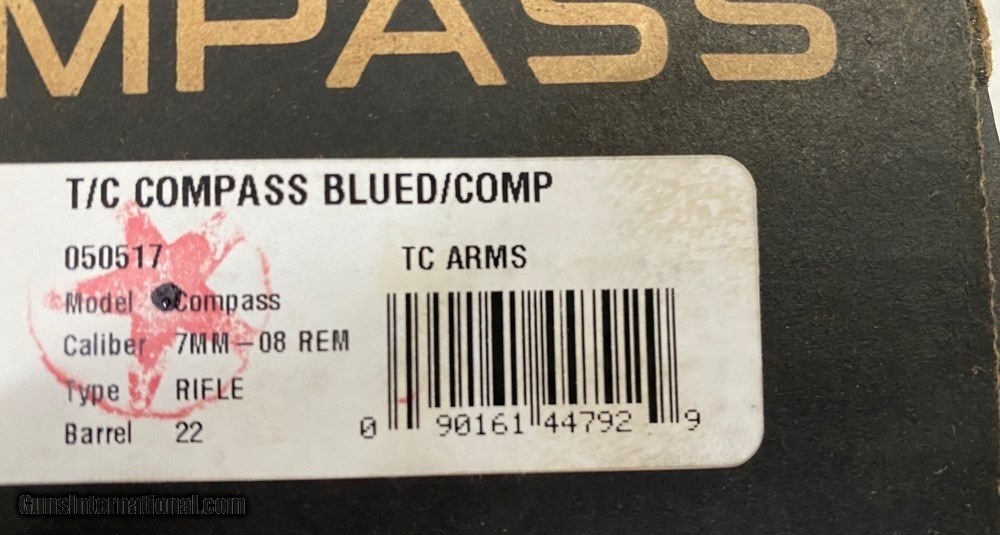 MPASS
T/C COMPASS BLUED/COMP
050517 TC ARMS
Model Compass
Caliber 7MM-08 REM
Type RIFLE
Barrel 22
0 90161 44792 9
GunsInternational.com